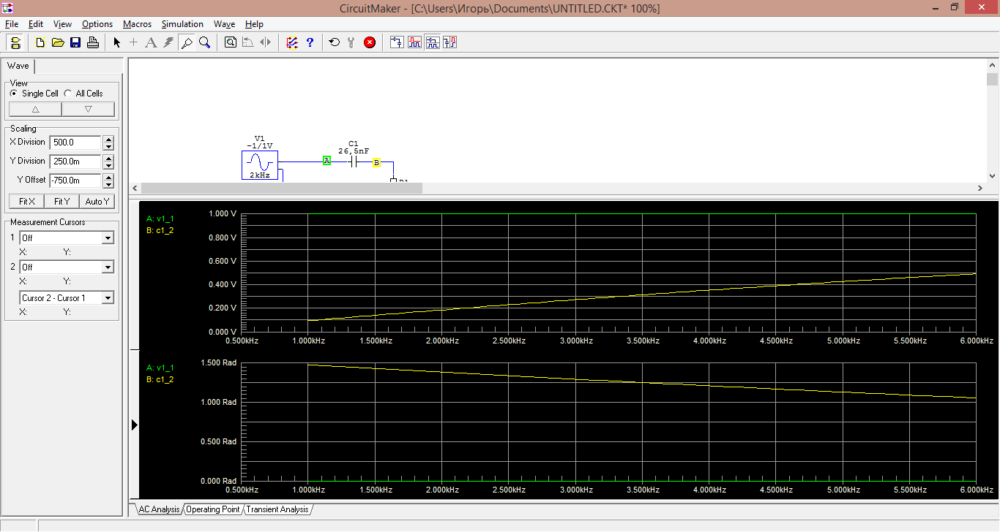 CircuitMaker - [C:\Users\Игорь\Documents\UNTITLED.CKT* 100%]
File Edit View Options Macros Simulation Wave Help
Wave
View
Single Cell All Cells
Scaling
X Division 500.0
Y Division 250.0m
Y Offset -750.0m
Fit X Fit Y Auto Y
Measurement Cursors
1 Off
X: Y:
2 Off
X: Y:
Cursor 2 - Cursor 1
X: Y:
V1
-1/1V
2kHz
A
C1
26,5nF
B
R1
A: v1_1
B: c1_2
1.000 V
0.800 V
0.600 V
0.400 V
0.200 V
0.000 V
0.500kHz 1.000kHz 1.500kHz 2.000kHz 2.500kHz 3.000kHz 3.500kHz 4.000kHz 4.500kHz 5.000kHz 5.500kHz 6.000kHz
A: v1_1
B: c1_2
1.500 Rad
1.000 Rad
0.500 Rad
0.000 Rad
0.500kHz 1.000kHz 1.500kHz 2.000kHz 2.500kHz 3.000kHz 3.500kHz 4.000kHz 4.500kHz 5.000kHz 5.500kHz 6.000kHz
AC Analysis Operating Point Transient Analysis